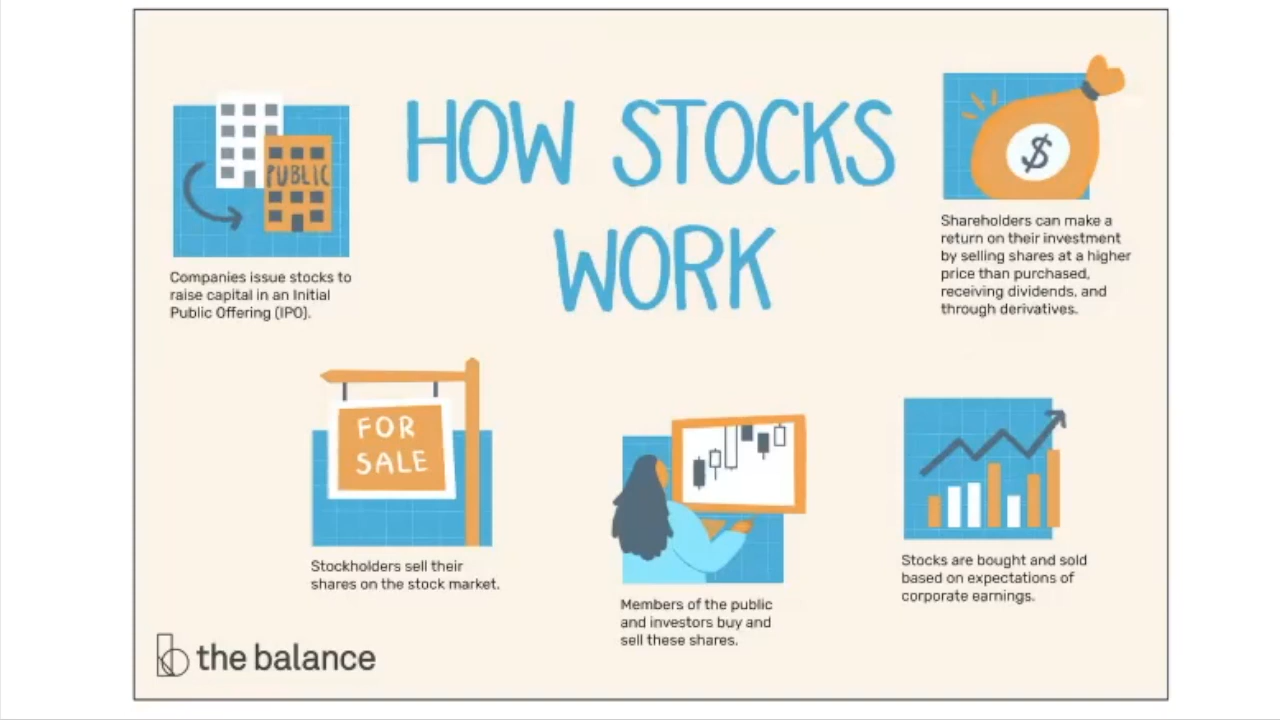 HOW STOCKS
WORK
PUBLIC
Companies issue stocks to
raise capital in an Initial
Public Offering (IPO).
FOR
SALE
Stockholders sell their
shares on the stock market.
Members of the public
and investors buy and
sell these shares.
Stocks are bought and sold
based on expectations of
corporate earnings.
$
Shareholders can make a
return on their investment
by selling shares at a higher
price than purchased,
receiving dividends, and
through derivatives.
the balance